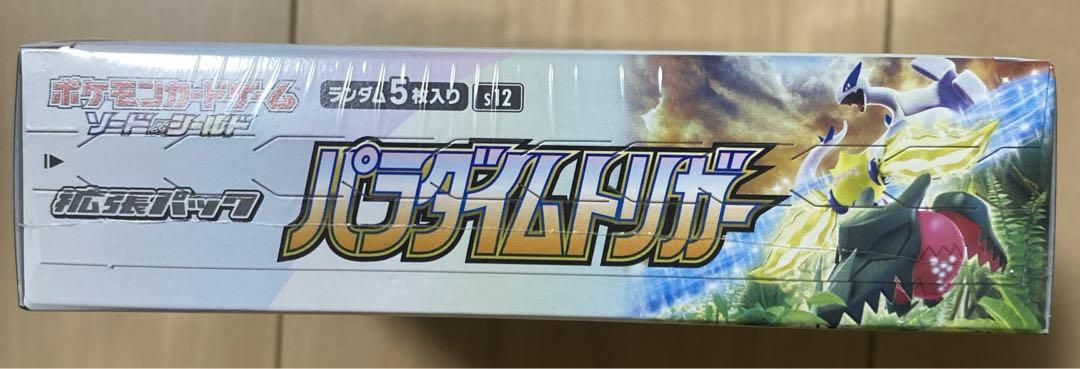 ポケモンカードゲーム
ソード&シールド
ランダム5枚入り s12
拡張パック
パラダイムトリガー